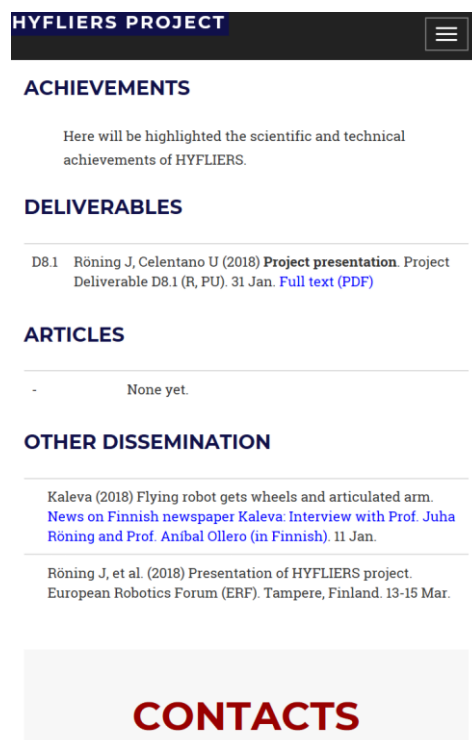 HYFLIERS PROJECT
ACHIEVEMENTS
Here will be highlighted the scientific and technical
achievements of HYFLIERS.
DELIVERABLES
D8.1 Röning J, Celentano U (2018) Project presentation. Project
Deliverable D8.1 (R, PU). 31 Jan. Full text (PDF)
ARTICLES
- None yet.
OTHER DISSEMINATION
Kaleva (2018) Flying robot gets wheels and articulated arm.
News on Finnish newspaper Kaleva: Interview with Prof. Juha
Röning and Prof. Aníbal Ollero (in Finnish). 11 Jan.
Röning J, et al. (2018) Presentation of HYFLIERS project.
European Robotics Forum (ERF). Tampere, Finland. 13-15 Mar.
CONTACTS